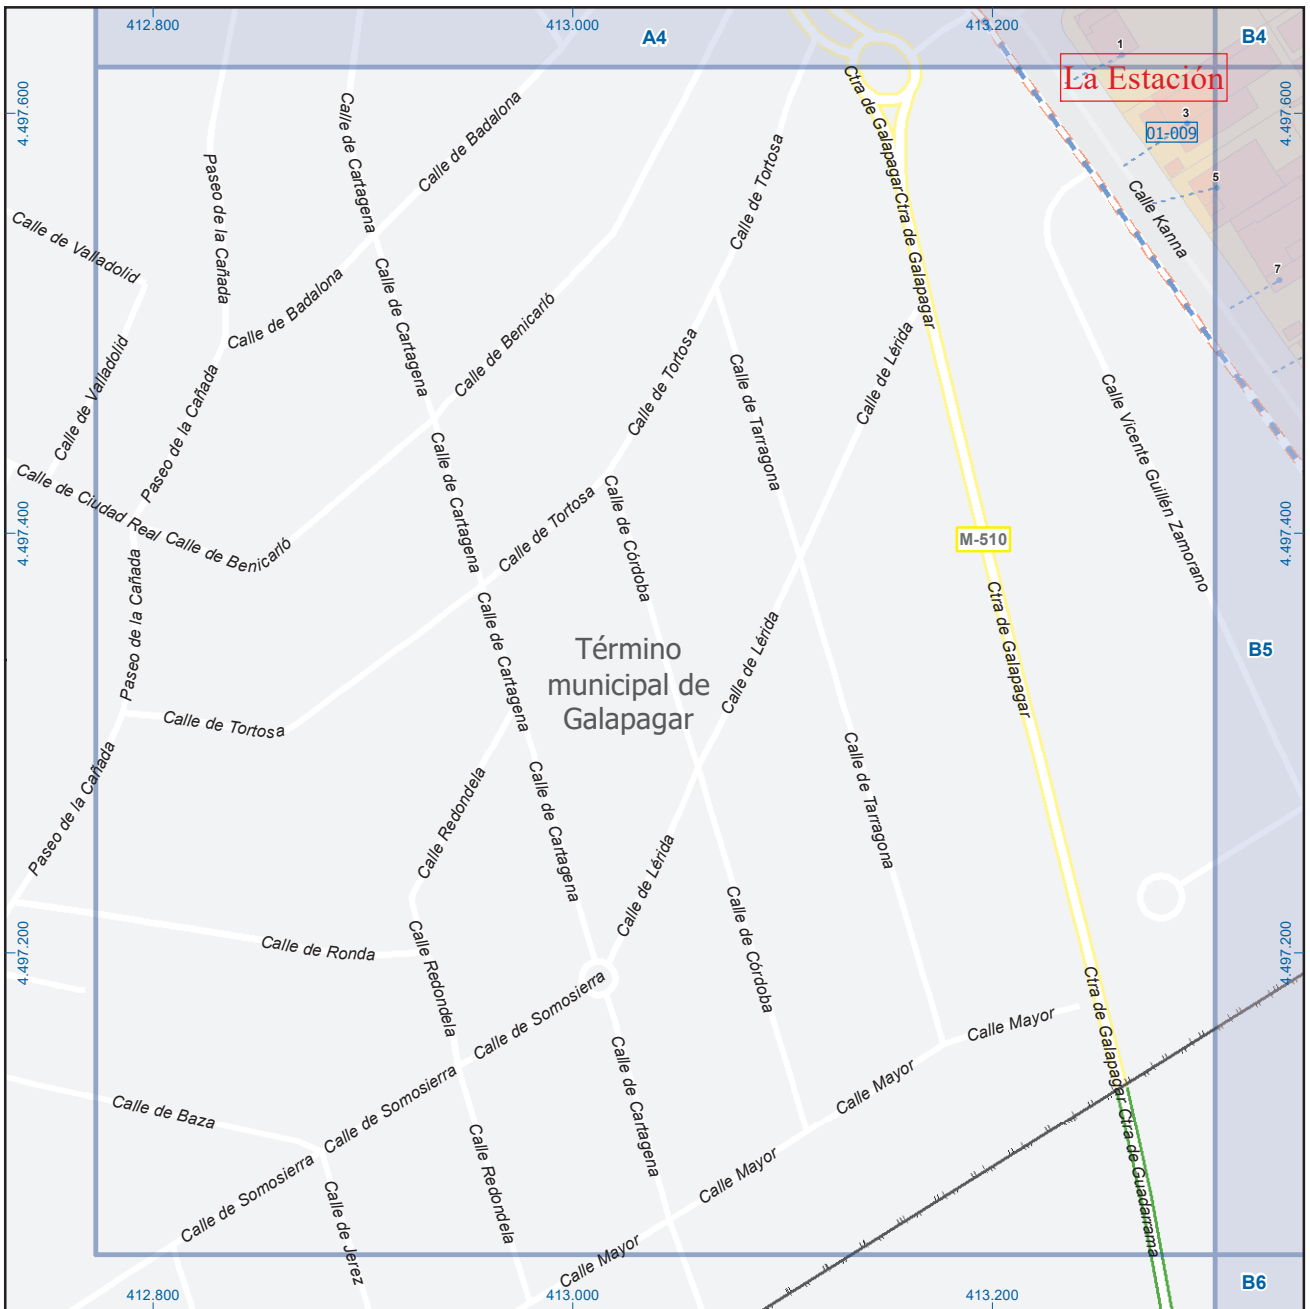 412.800
413.000
413.200
A4
B4
1
La Estación
3
01-009
5
7
4.497.600
4.497.600
Ctra de Galapagar
Calle de Cartagena
Calle de Badalona
Calle de Tortosa
Paseo de la Cañada
Calle Kanna
Calle de Valladolid
Ctra de Galapagar
Calle de Badalona
Calle de Cartagena
Calle de Benicarló
Calle de Valladolid
Paseo de la Cañada
Calle de Tortosa
Calle de Lérida
Calle de Tarragona
Calle Vicente Guillén Zamorano
Calle de Ciudad Real
Calle de Benicarló
Calle de Cartagena
Calle de Tortosa
Calle de Córdoba
4.497.400
M-510
4.497.400
Paseo de la Cañada
Calle de Cartagena
Término
municipal de
Galapagar
Calle de Lérida
Ctra de Galapagar
B5
Calle de Tortosa
Paseo de la Cañada
Calle Redondela
Calle de Cartagena
Calle de Tarragona
Calle de Lérida
Calle de Córdoba
Calle de Ronda
Calle Redondela
4.497.200
4.497.200
Calle de Somosierra
Ctra de Galapagar
Calle Mayor
Calle de Baza
Calle de Somosierra
Calle de Cartagena
Calle Mayor
Ctra de Guadarrama
Calle de Somosierra
Calle de Jerez
Calle Redondela
Calle Mayor
Calle Mayor
B6
412.800
413.000
413.200